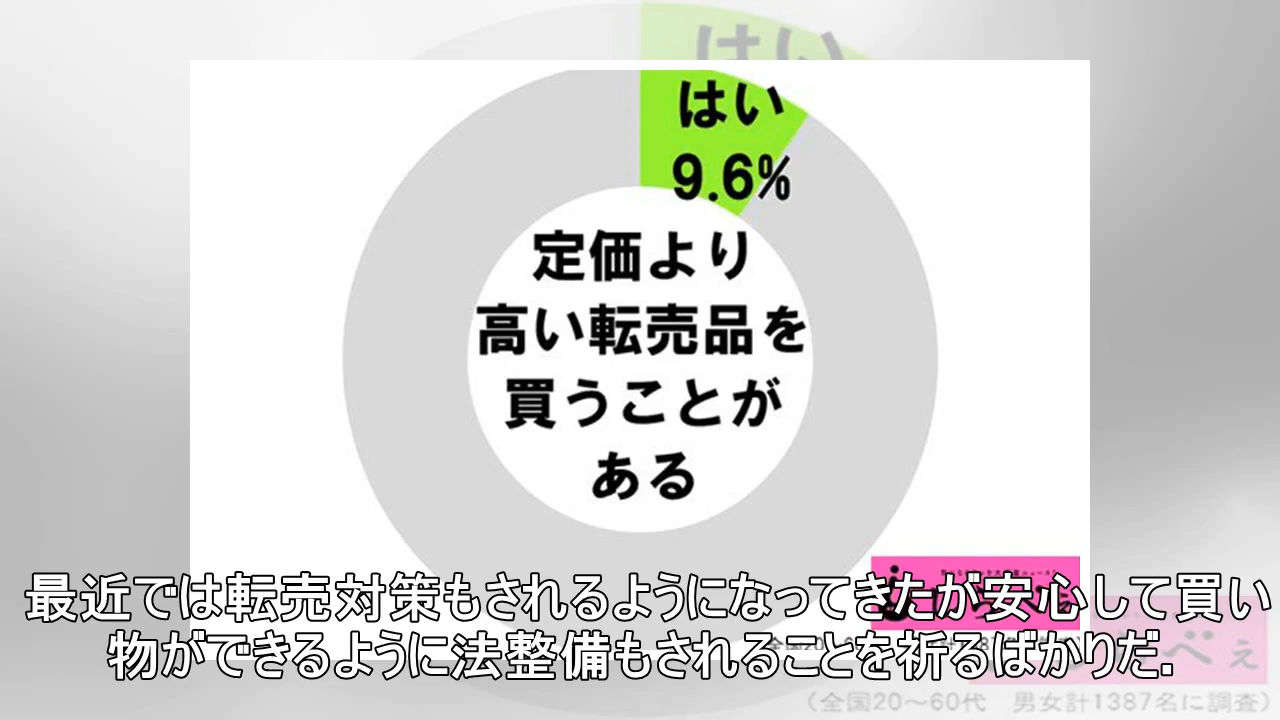 はい
はい
9.6%
定価より
高い転売品を
買うことが
ある
最近では転売対策もされるようになってきたが安心して買い
物ができるように法整備もされることを祈るばかりだ.
べぇ
(全国20〜60代 男女計1387名に調査)